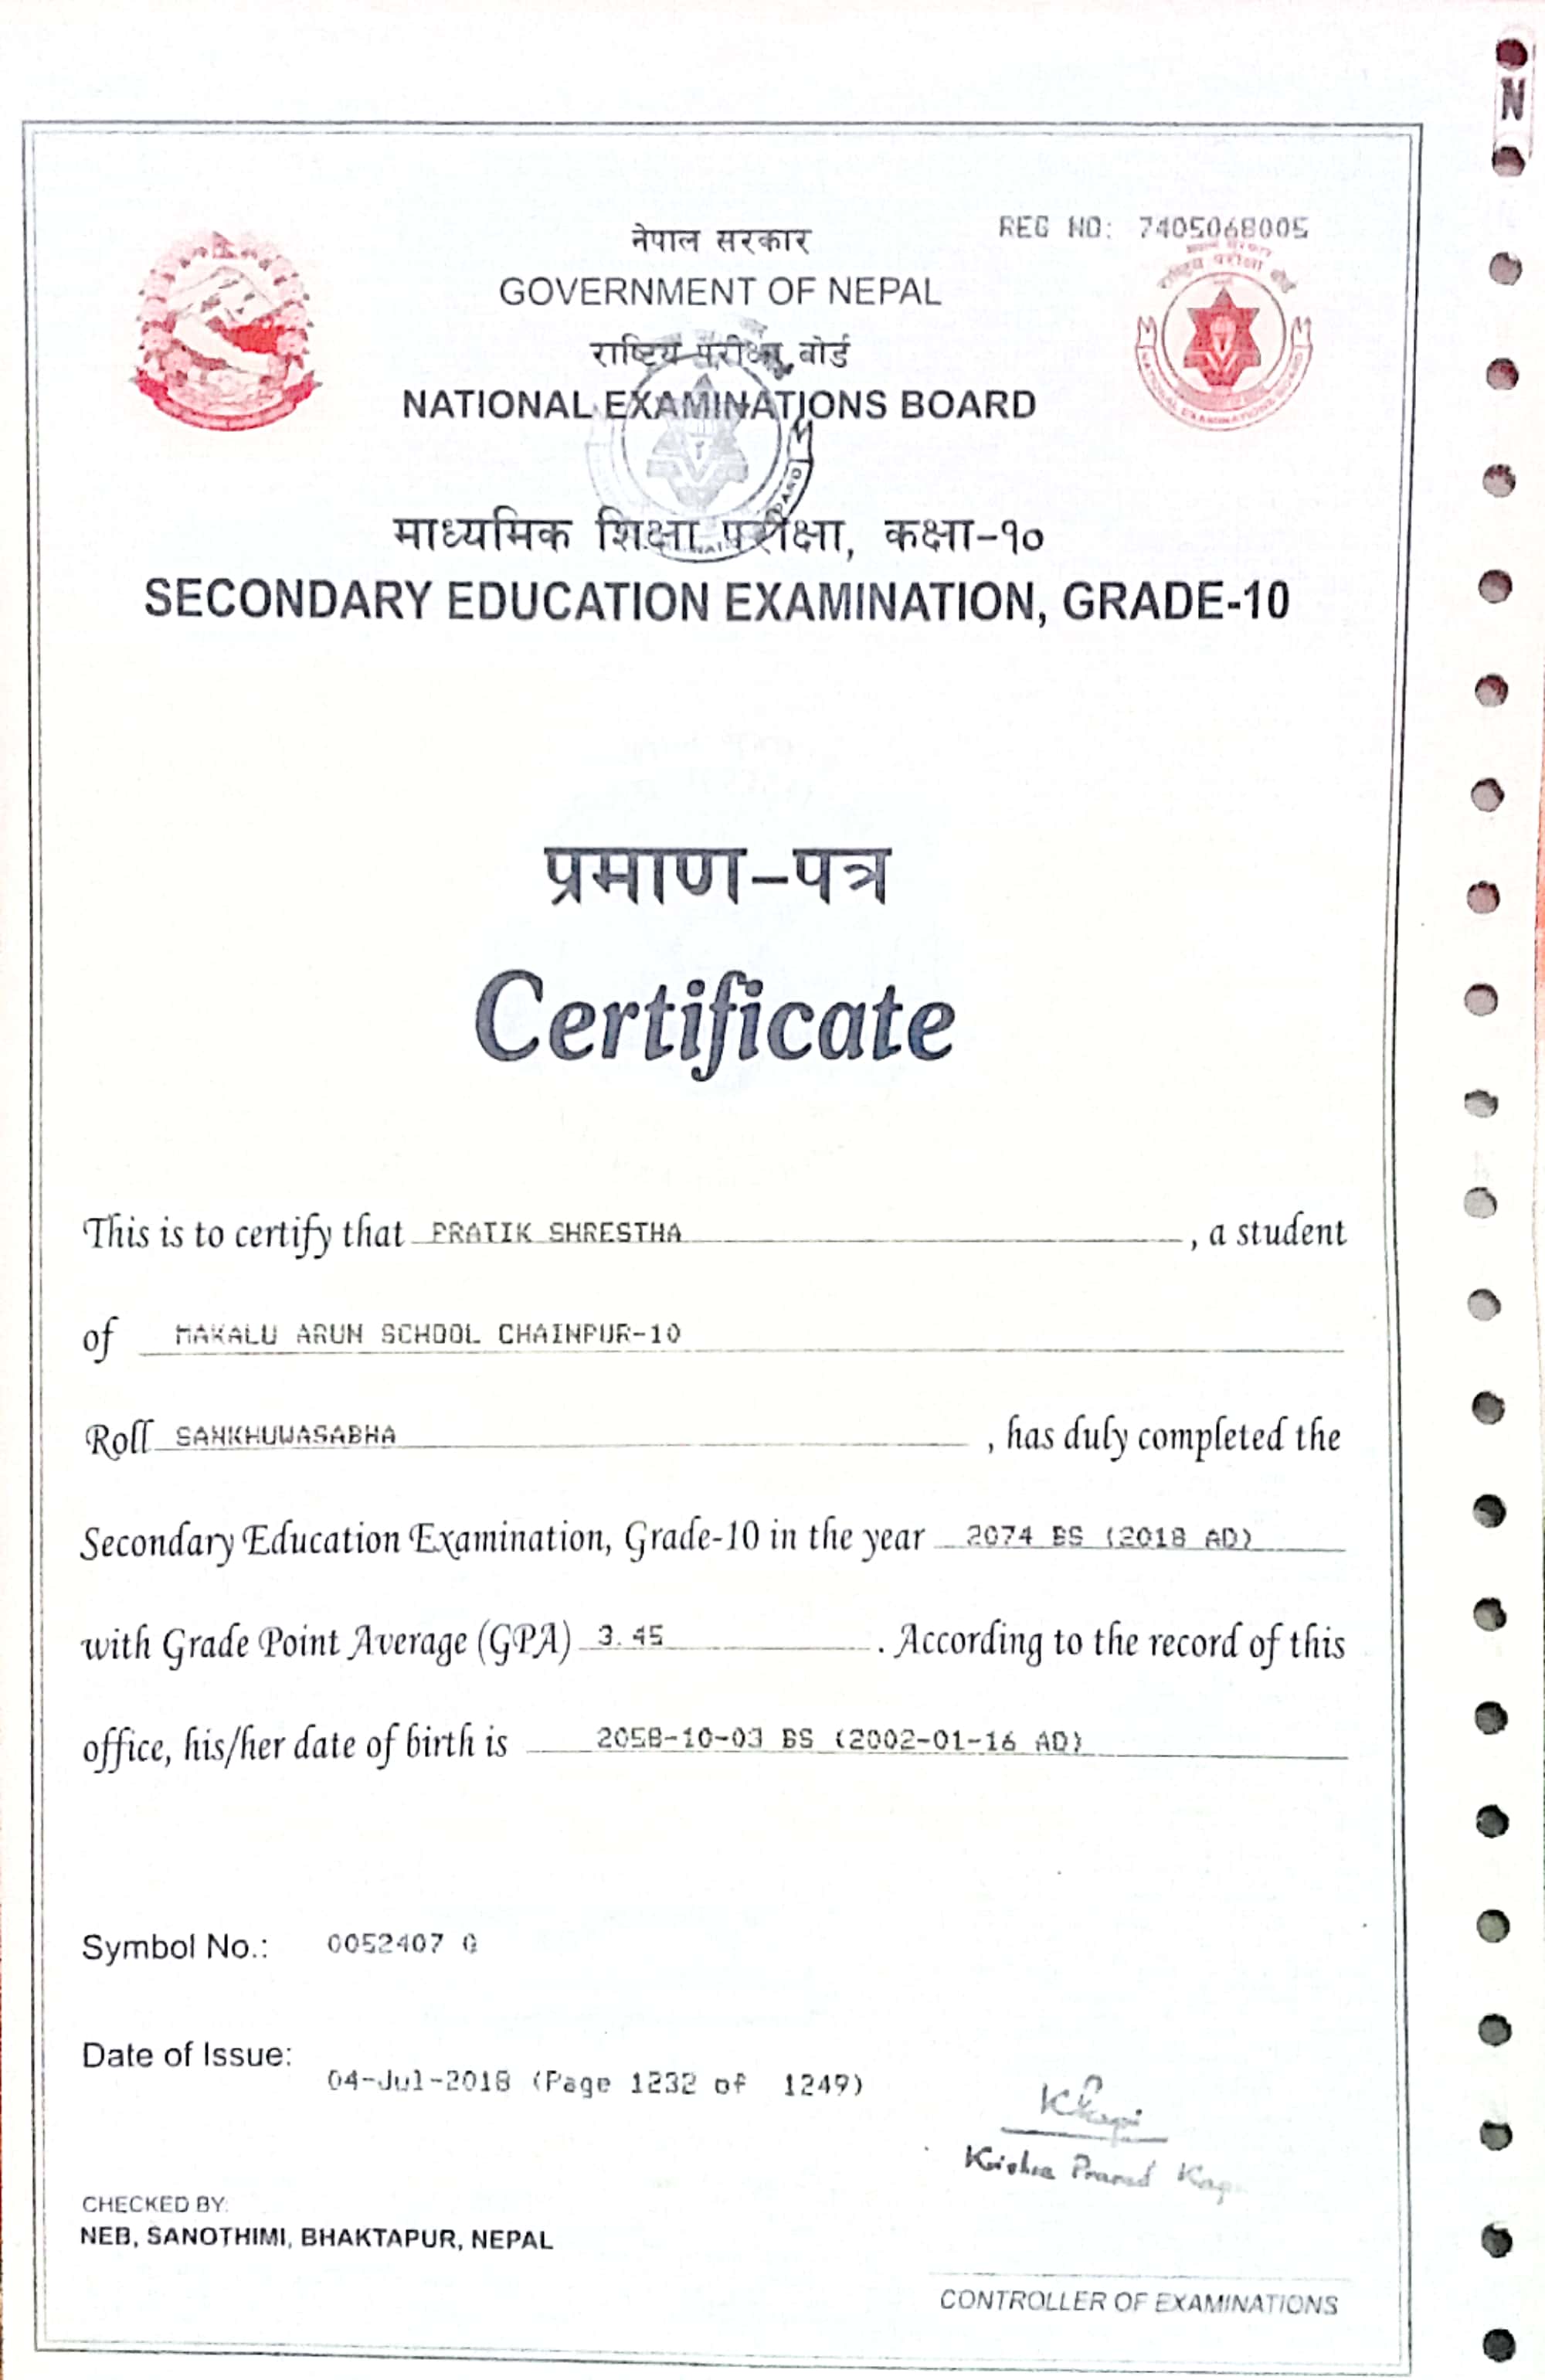 N
REG NO: 7405068005
नेपाल सरकार
GOVERNMENT OF NEPAL
राष्ट्रिय परीक्षा बोर्ड
NATIONAL EXAMINATIONS BOARD
माध्यमिक शिक्षा परीक्षा, कक्षा-१०
SECONDARY EDUCATION EXAMINATION, GRADE-10
प्रमाण-पत्र
Certificate
This is to certify that PRATIK SHRESTHA , a student
of MAKALU ARUN SCHOOL CHAINPUR-10
Roll SANKHUWASABHA , has duly completed the
Secondary Education Examination, Grade-10 in the year 2074 BS (2018 AD)
with Grade Point Average (GPA) 3.45 . According to the record of this
office, his/her date of birth is 2058-10-03 BS (2002-01-16 AD)
Symbol No.: 0052407 Q
Date of Issue:
04-Jul-2018 (Page 1232 of 1249)
Krishna Prasad
CHECKED BY:
NEB, SANOTHIMI, BHAKTAPUR, NEPAL
CONTROLLER OF EXAMINATIONS